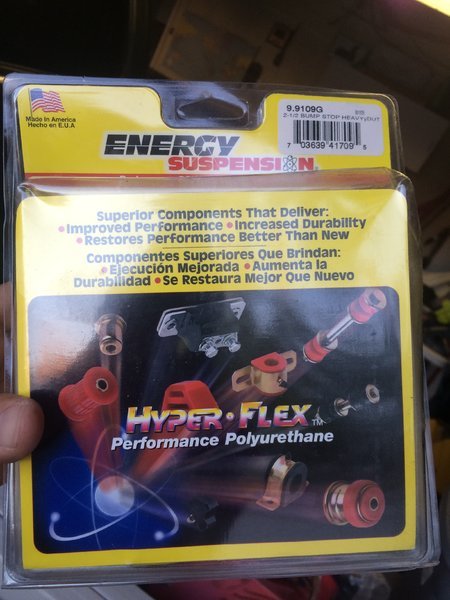 Made In America
Hecho en E.U.A
9.9109G
2-1/2 BUMP STOP HEAVY DUT
7 03639 41709 5
ENERGY
SUSPENSION®
Superior Components That Deliver:
•Improved Performance •Increased Durability
•Restores Performance Better Than New
Componentes Superiores Que Brindan:
•Ejecución Mejorada •Aumenta la
Durabilidad •Se Restaura Mejor Que Nuevo
HYPER•FLEX™
Performance Polyurethane